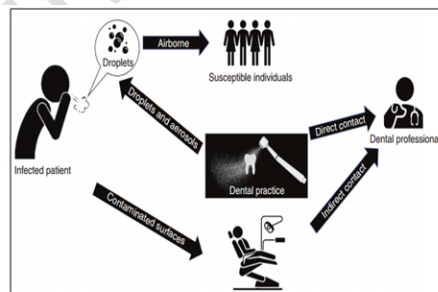 Droplets
Airborne
Susceptible individuals
Droplets and aerosols
Infected patient
Dental practice
Direct contact
Dental professional
Contaminated surfaces
Indirect contact